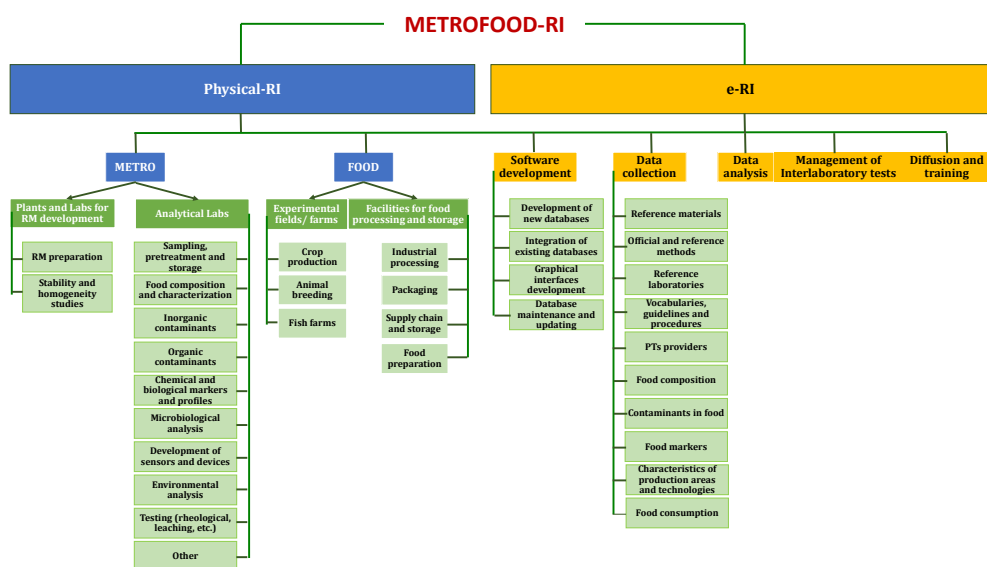 METROFOOD-RI
Physical-RI
e-RI
METRO
FOOD
Software
development
Data
collection
Data
analysis
Management of
Interlaboratory tests
Diffusion and
training
Plants and Labs for
RM development
Analytical Labs
Experimental
fields/ farms
Facilities for food
processing and storage
RM preparation
Stability and
homogeneity
studies
Sampling,
pretreatment and
storage
Food composition
and characterization
Inorganic
contaminants
Organic
contaminants
Chemical and
biological markers
and profiles
Microbiological
analysis
Development of
sensors and devices
Environmental
analysis
Testing (rheological,
leaching, etc.)
Other
Crop
production
Animal
breeding
Fish farms
Industrial
processing
Packaging
Supply chain
and storage
Food
preparation
Development of
new databases
Integration of
existing databases
Graphical
interfaces
development
Database
maintenance and
updating
Reference materials
Official and reference
methods
Reference
laboratories
Vocabularies,
guidelines and
procedures
PTs providers
Food composition
Contaminants in food
Food markers
Characteristics of
production areas
and technologies
Food consumption